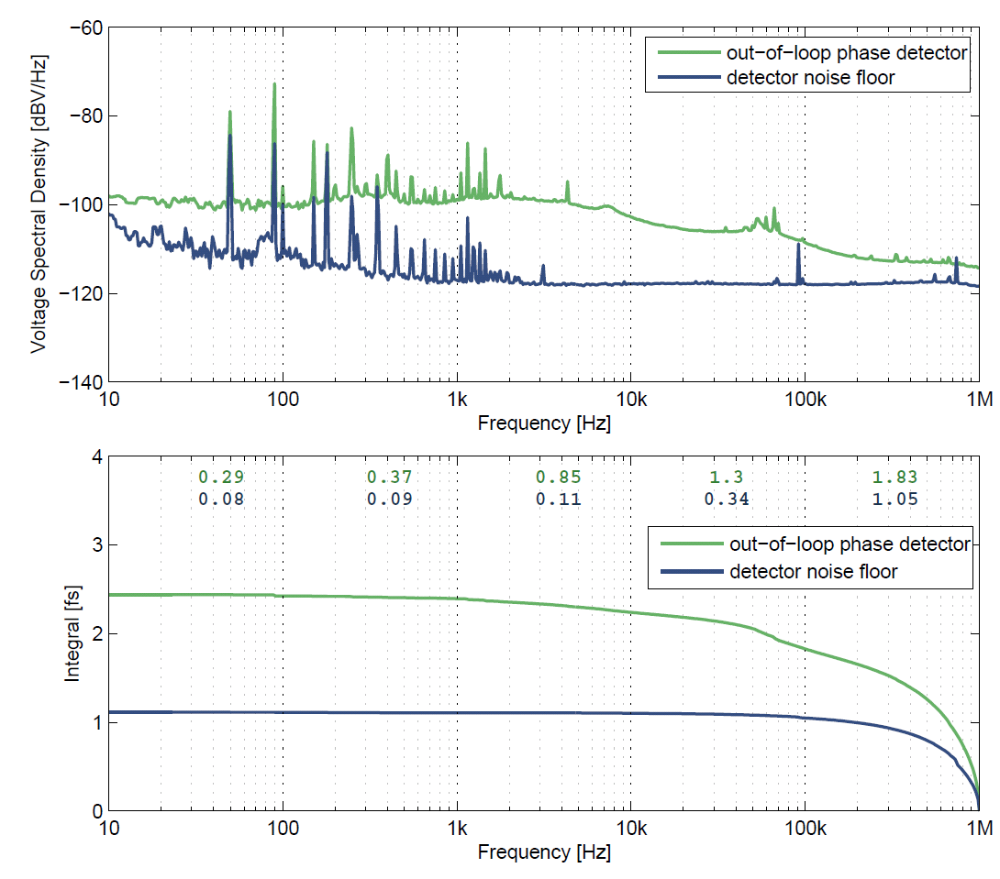 Voltage Spectral Density [dBV/Hz]
−60
−80
−100
−120
−140
out−of−loop phase detector
detector noise floor
10 100 1k 10k 100k 1M
Frequency [Hz]
Integral [fs]
4
3
2
1
0
0.29 0.37 0.85 1.3 1.83
0.08 0.09 0.11 0.34 1.05
out−of−loop phase detector
detector noise floor
10 100 1k 10k 100k 1M
Frequency [Hz]